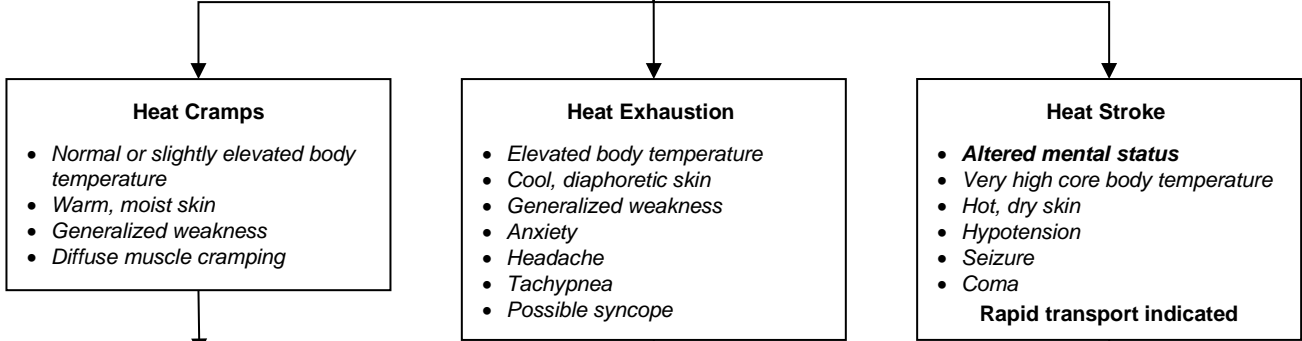 Heat Cramps
• Normal or slightly elevated body
temperature
• Warm, moist skin
• Generalized weakness
• Diffuse muscle cramping
Heat Exhaustion
• Elevated body temperature
• Cool, diaphoretic skin
• Generalized weakness
• Anxiety
• Headache
• Tachypnea
• Possible syncope
Heat Stroke
• Altered mental status
• Very high core body temperature
• Hot, dry skin
• Hypotension
• Seizure
• Coma
Rapid transport indicated